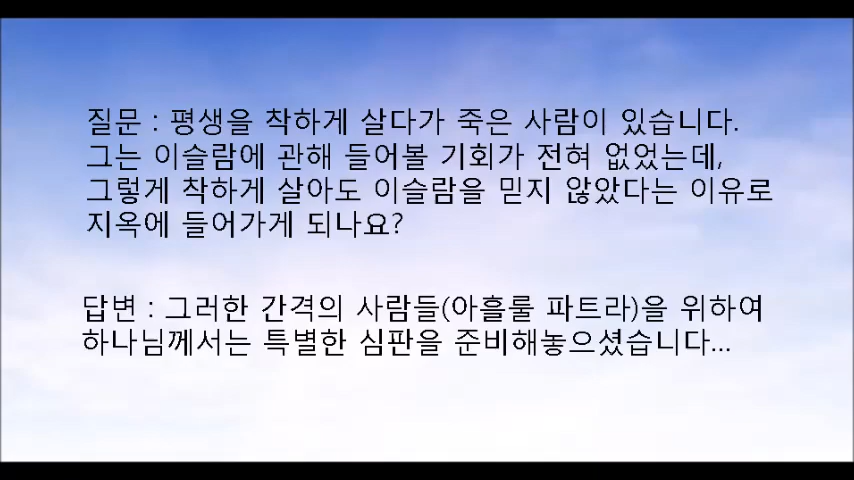 질문 : 평생을 착하게 살다가 죽은 사람이 있습니다.
그는 이슬람에 관해 들어볼 기회가 전혀 없었는데,
그렇게 착하게 살아도 이슬람을 믿지 않았다는 이유로
지옥에 들어가게 되나요?
답변 : 그러한 간격의 사람들(아흘룰 파트라)을 위하여
하나님께서는 특별한 심판을 준비해놓으셨습니다...